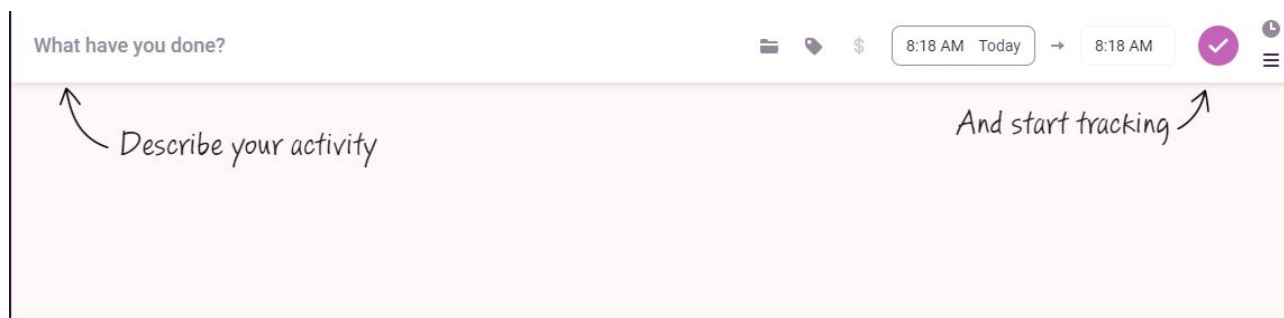 What have you done?
$
8:18 AM Today → 8:18 AM
Describe your activity
And start tracking